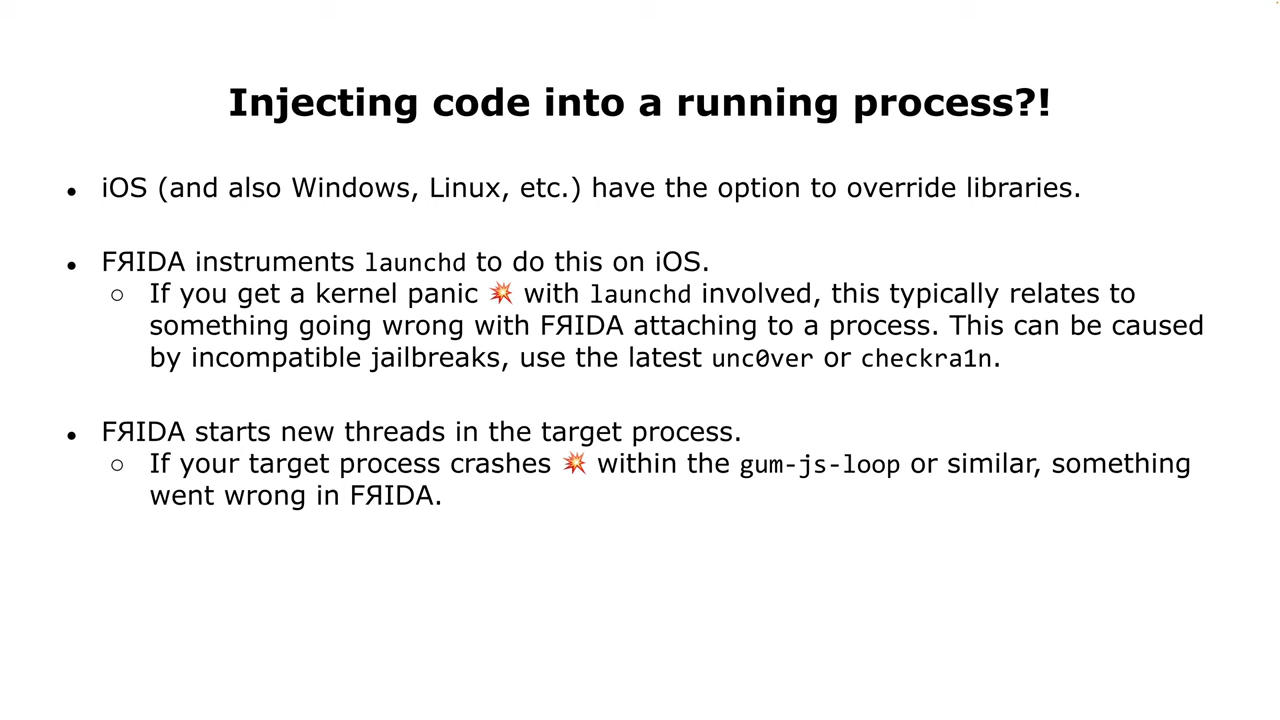 Injecting code into a running process?!
● iOS (and also Windows, Linux, etc.) have the option to override libraries.
● FЯIDA instruments launchd to do this on iOS.
○ If you get a kernel panic 💥 with launchd involved, this typically relates to
something going wrong with FЯIDA attaching to a process. This can be caused
by incompatible jailbreaks, use the latest unc0ver or checkra1n.
● FЯIDA starts new threads in the target process.
○ If your target process crashes 💥 within the gum-js-loop or similar, something
went wrong in FЯIDA.